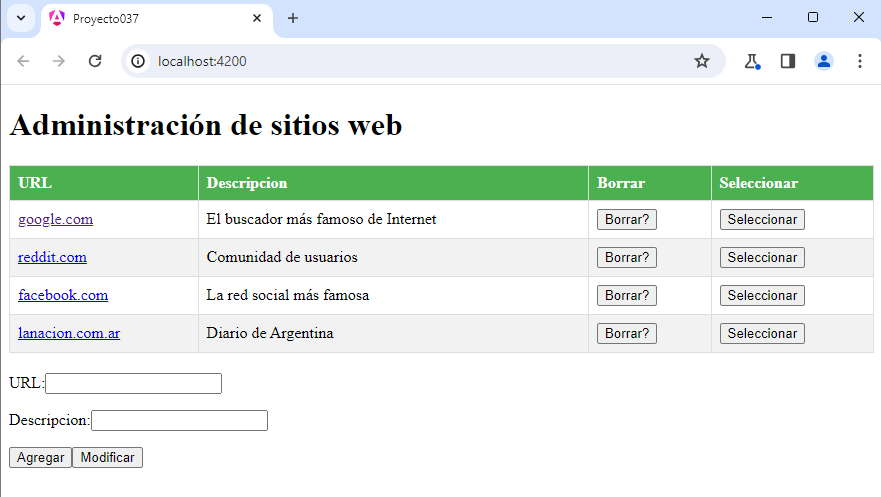 Proyecto037
localhost:4200
Administración de sitios web
URL Descripcion Borrar Seleccionar
google.com El buscador más famoso de Internet Borrar? Seleccionar
reddit.com Comunidad de usuarios Borrar? Seleccionar
facebook.com La red social más famosa Borrar? Seleccionar
lanacion.com.ar Diario de Argentina Borrar? Seleccionar
URL:
Descripcion:
Agregar Modificar